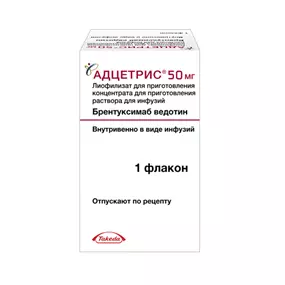 АДЦЕТРИС® 50 мг
Лиофилизат для приготовления
концентрата для приготовления
раствора для инфузий
Брентуксимаб ведотин
Внутривенно в виде инфузий
1 флакон
Отпускают по рецепту
Takeda